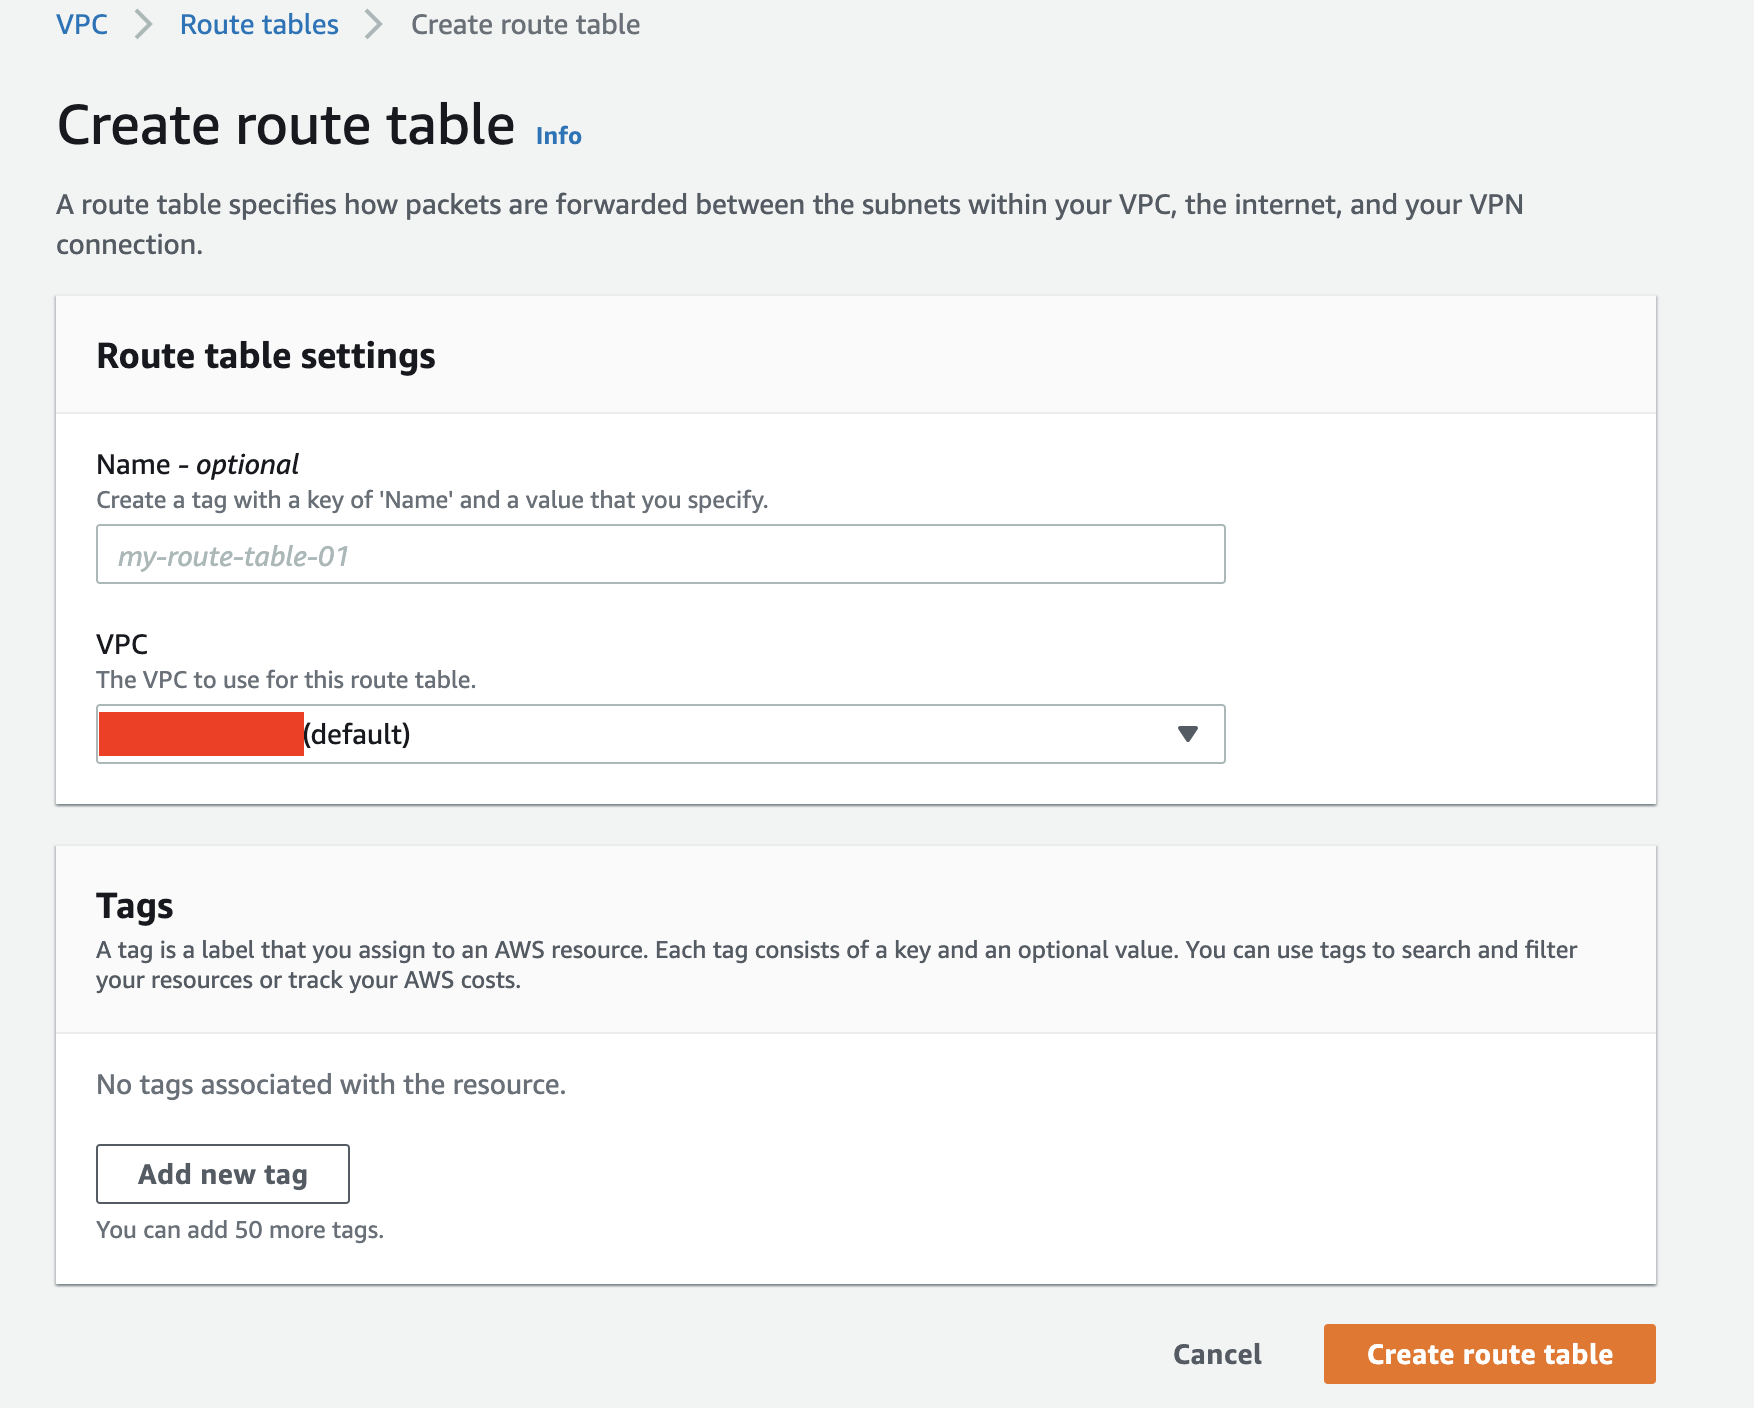 VPC > Route tables > Create route table
Create route table Info
A route table specifies how packets are forwarded between the subnets within your VPC, the internet, and your VPN
connection.
Route table settings
Name - optional
Create a tag with a key of 'Name' and a value that you specify.
my-route-table-01
VPC
The VPC to use for this route table.
(default)
Tags
A tag is a label that you assign to an AWS resource. Each tag consists of a key and an optional value. You can use tags to search and filter
your resources or track your AWS costs.
No tags associated with the resource.
Add new tag
You can add 50 more tags.
Cancel
Create route table